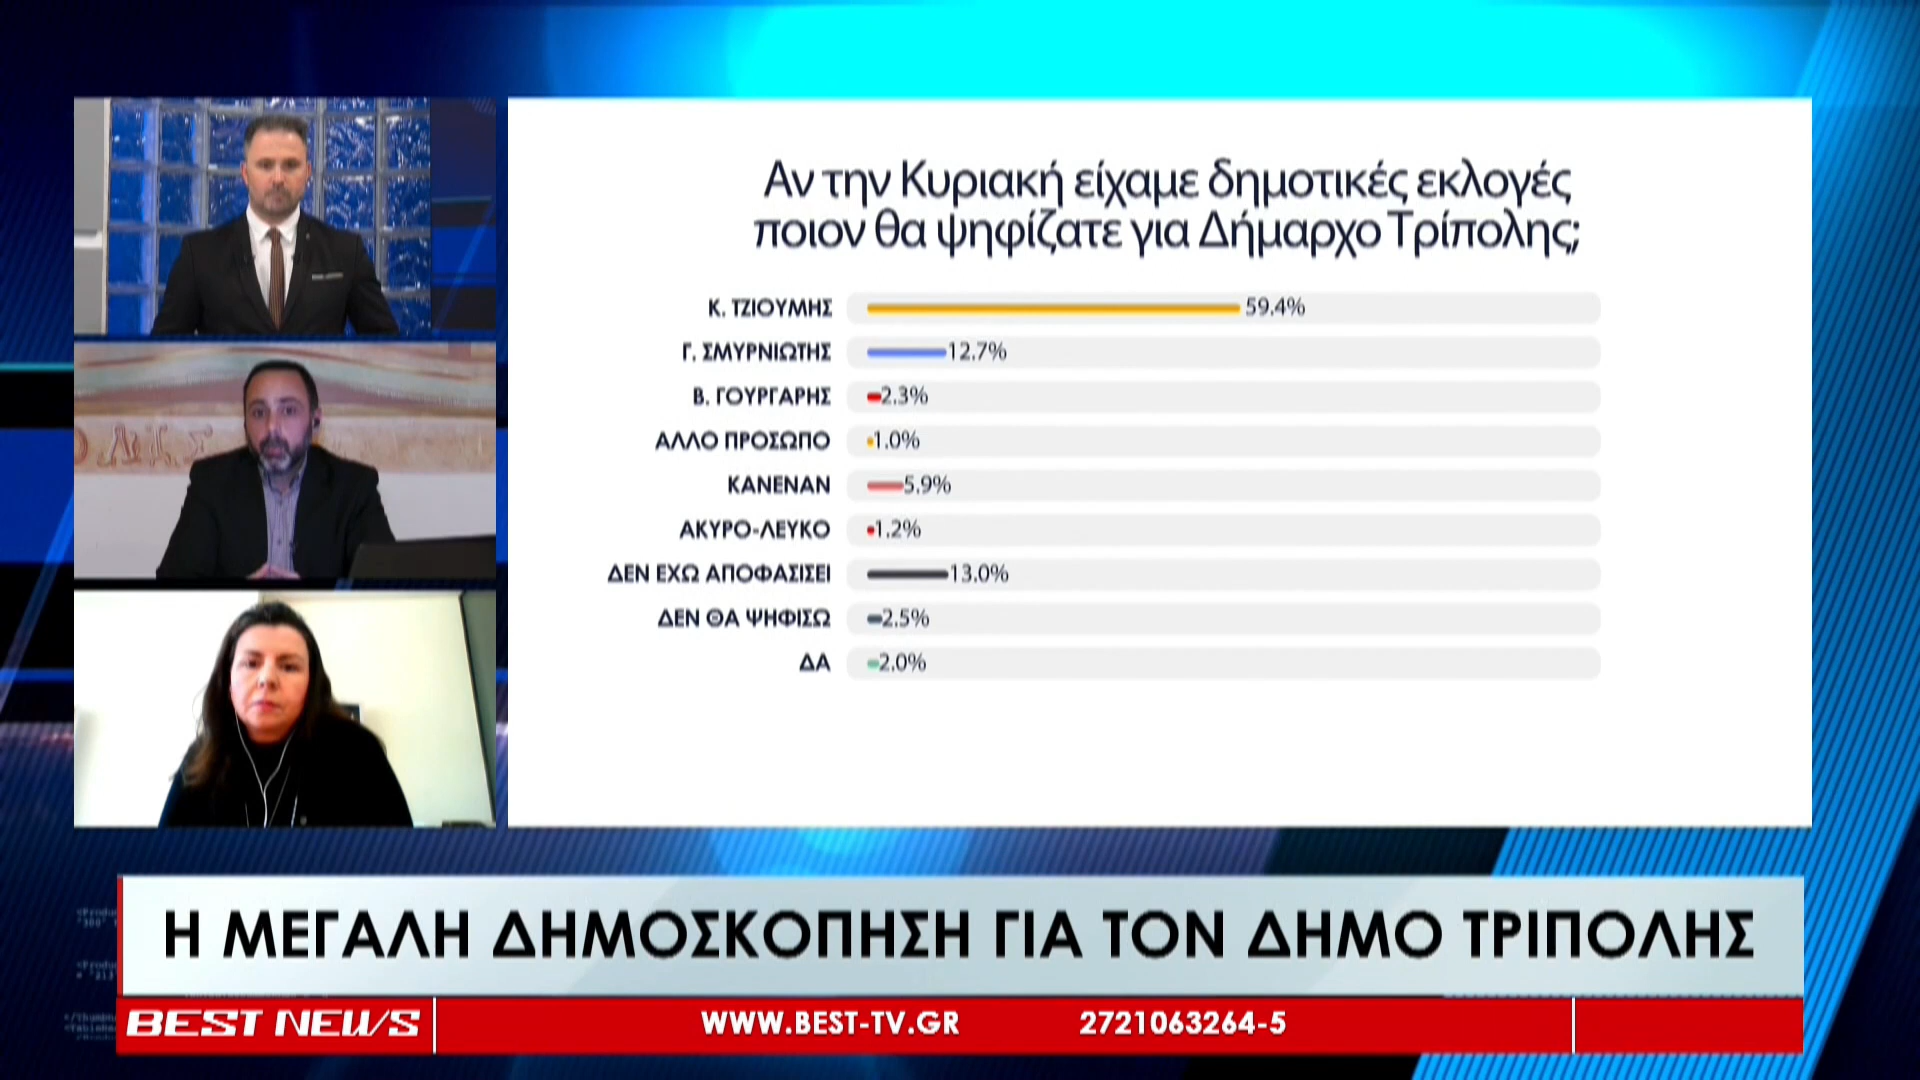 Αν την Κυριακή είχαμε δημοτικές εκλογές
ποιον θα ψηφίζατε για Δήμαρχο Τρίπολης;
Κ. ΤΖΙΟΥΜΗΣ 59.4%
Γ. ΣΜΥΡΝΙΩΤΗΣ 12.7%
Β. ΓΟΥΡΓΑΡΗΣ 2.3%
ΑΛΛΟ ΠΡΟΣΩΠΟ 1.0%
ΚΑΝΕΝΑΝ 5.9%
ΑΚΥΡΟ-ΛΕΥΚΟ 1.2%
ΔΕΝ ΕΧΩ ΑΠΟΦΑΣΙΣΕΙ 13.0%
ΔΕΝ ΘΑ ΨΗΦΙΣΩ 2.5%
ΔΑ 2.0%
Η ΜΕΓΑΛΗ ΔΗΜΟΣΚΟΠΗΣΗ ΓΙΑ ΤΟΝ ΔΗΜΟ ΤΡΙΠΟΛΗΣ
BEST NEWS WWW.BEST-TV.GR 2721063264-5